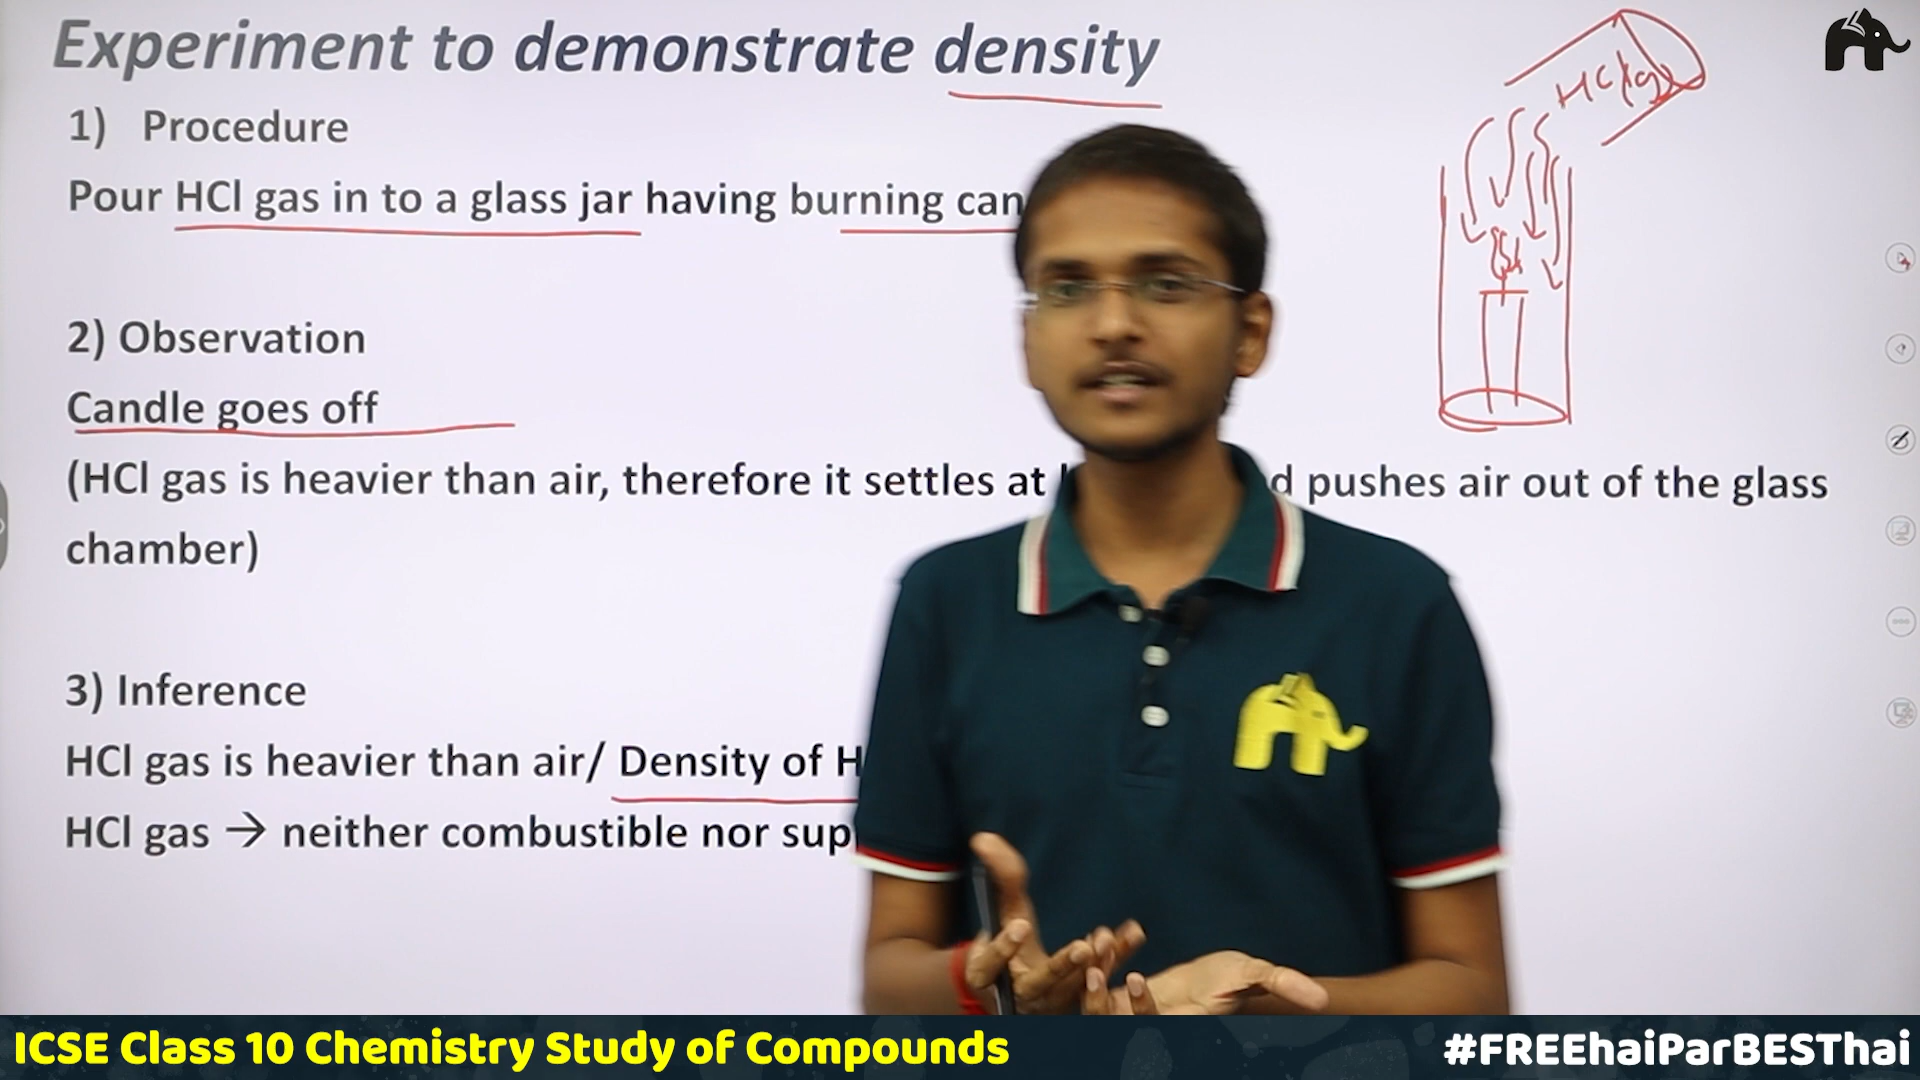 Experiment to demonstrate density
1) Procedure
Pour HCl gas in to a glass jar having burning can
2) Observation
Candle goes off
(HCl gas is heavier than air, therefore it settles at d pushes air out of the glass
chamber)
3) Inference
HCl gas is heavier than air/ Density of H
HCl gas → neither combustible nor sup
HCl(g)
ICSE Class 10 Chemistry Study of Compounds
#FREEhaiParBESThai